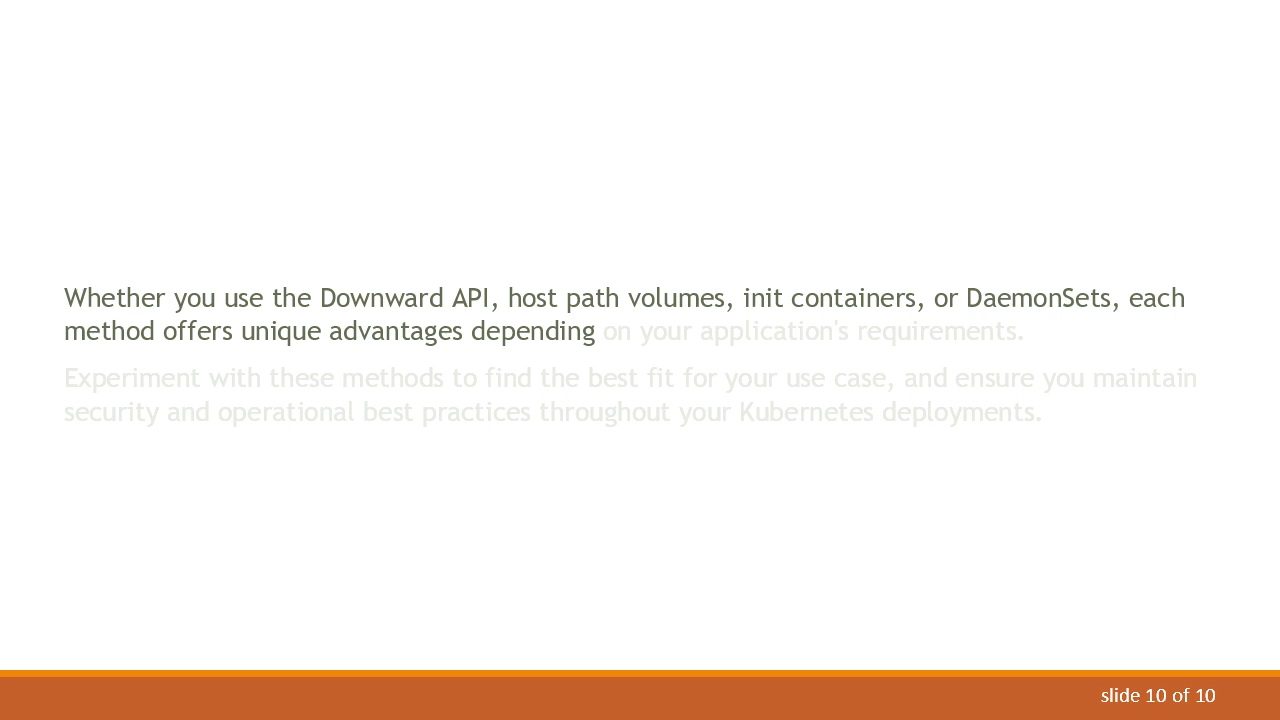 Whether you use the Downward API, host path volumes, init containers, or DaemonSets, each
method offers unique advantages depending on your application's requirements.
Experiment with these methods to find the best fit for your use case, and ensure you maintain
security and operational best practices throughout your Kubernetes deployments.
slide 10 of 10